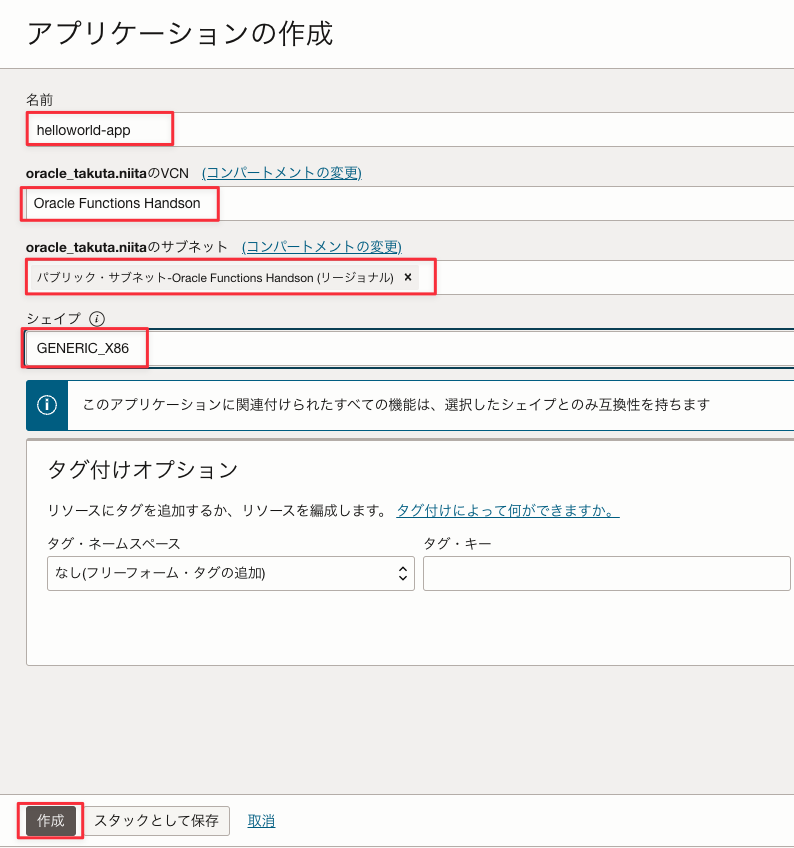 アプリケーションの作成
名前
helloworld-app
oracle_takuta.niitaのVCN (コンパートメントの変更)
Oracle Functions Handson
oracle_takuta.niitaのサブネット (コンパートメントの変更)
パブリック・サブネット-Oracle Functions Handson (リージョナル) ×
シェイプ i
GENERIC_X86
i このアプリケーションに関連付けられたすべての機能は、選択したシェイプとのみ互換性を持ちます
タグ付けオプション
リソースにタグを追加するか、リソースを編成します。 タグ付けによって何ができますか。
タグ・ネームスペース タグ・キー
なし(フリーフォーム・タグの追加)
作成 スタックとして保存 取消